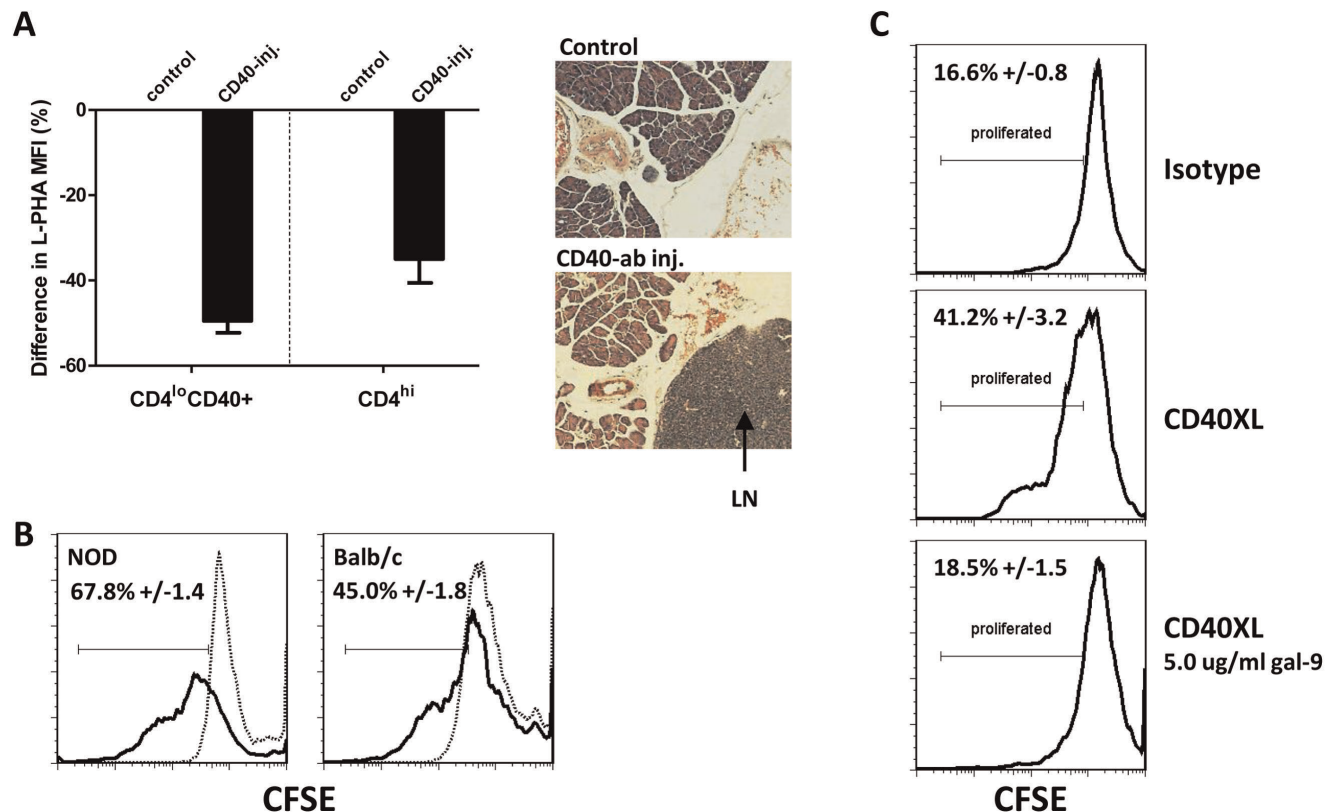 A
control
CD40-inj.
control
CD40-inj.
Difference in L-PHA MFI (%)
0
-20
-40
-60
CD4loCD40+
CD4hi
Control
CD40-ab inj.
LN
B
NOD
67.8% +/-1.4
Balb/c
45.0% +/-1.8
CFSE
C
16.6% +/-0.8
proliferated
Isotype
41.2% +/-3.2
proliferated
CD40XL
18.5% +/-1.5
proliferated
CD40XL
5.0 ug/ml gal-9
CFSE